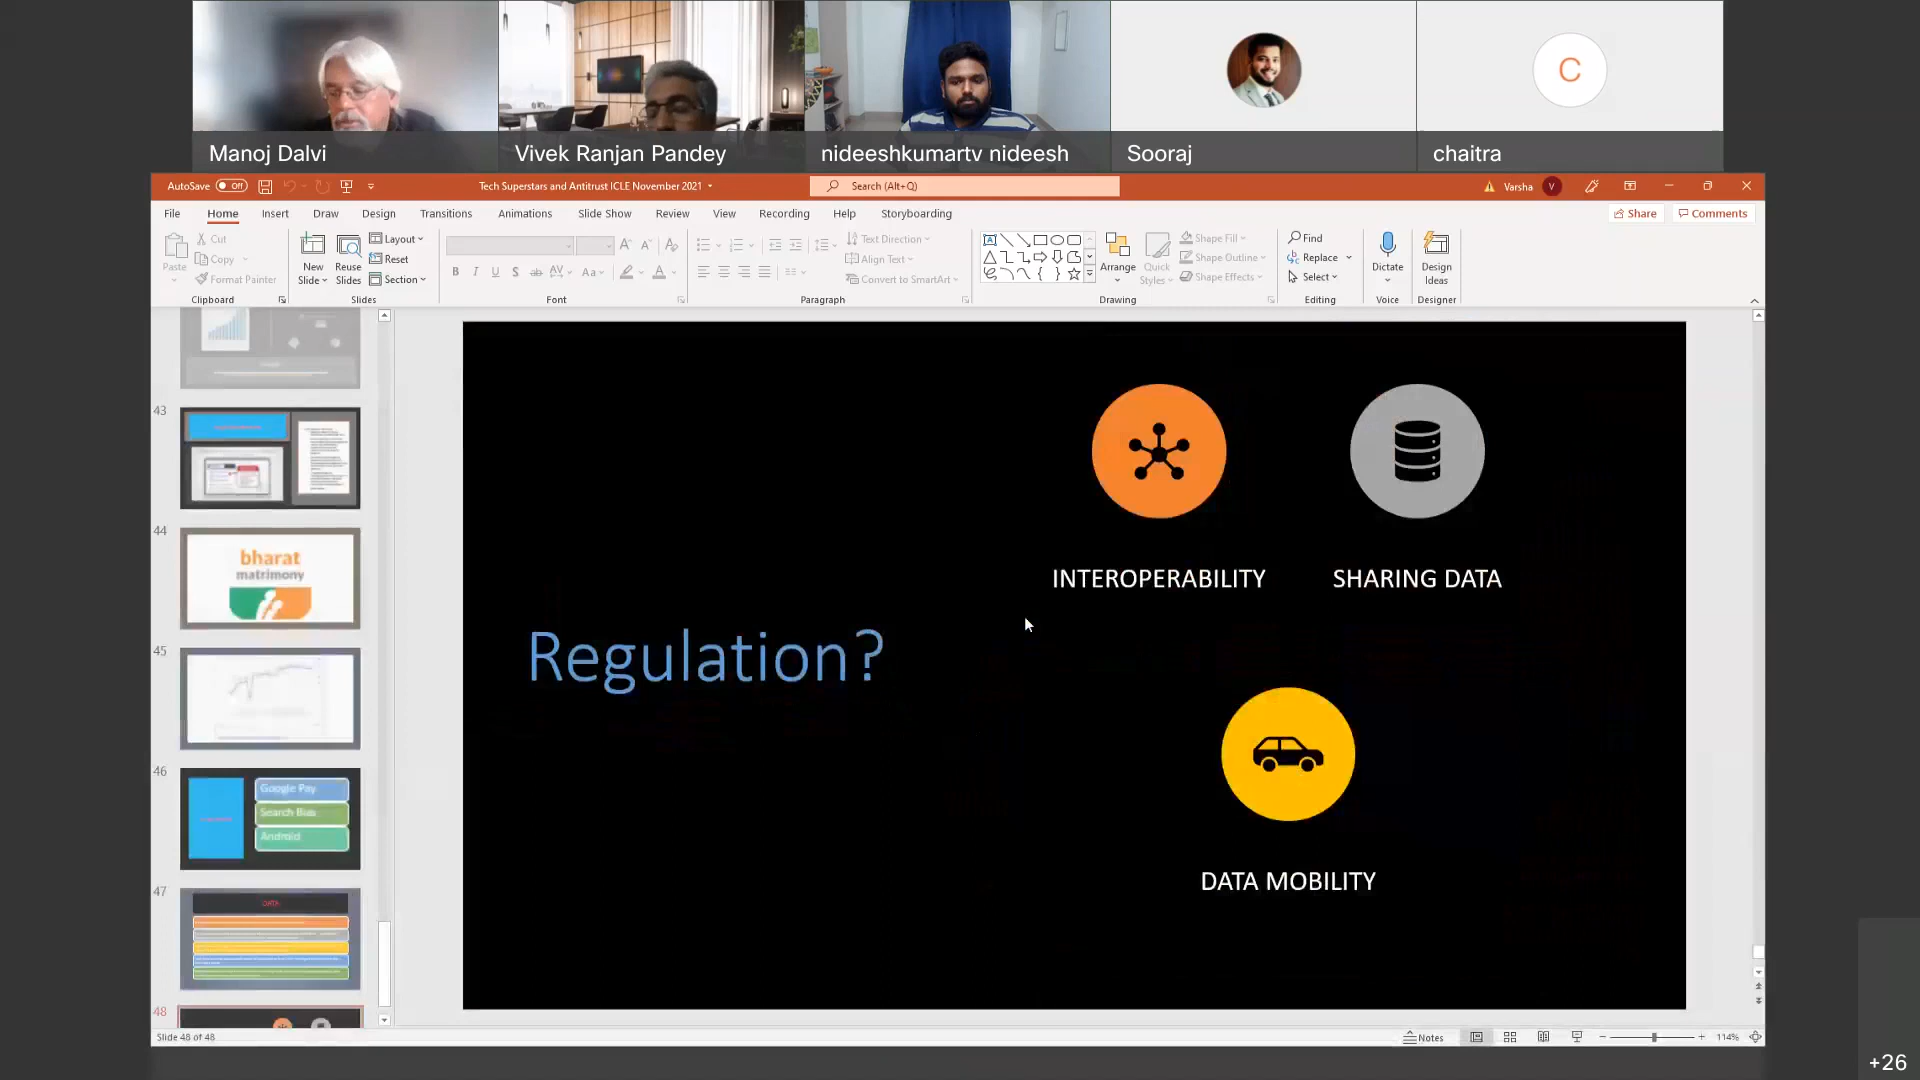 Manoj Dalvi
Vivek Ranjan Pandey
nideeshkumartv nideesh
Sooraj
C
chaitra
AutoSave Off
Tech Superstars and Antitrust ICLE November 2021
Search (Alt+Q)
Varsha V
File Home Insert Draw Design Transitions Animations Slide Show Review View Recording Help Storyboarding
Share Comments
Paste
Cut
Copy
Format Painter
Clipboard
New Slide
Reuse Slides
Layout
Reset
Section
Slides
B I U S ab AV Aa A
Font
Text Direction
Align Text
Convert to SmartArt
Paragraph
Arrange
Quick Styles
Shape Fill
Shape Outline
Shape Effects
Drawing
Find
Replace
Select
Editing
Dictate
Voice
Design Ideas
Designer
43
44
bharat
matrimony
45
46
Google Pay
Search Bias
Android
47
DATA
48
Regulation?
INTEROPERABILITY
SHARING DATA
DATA MOBILITY
Slide 48 of 48
Notes
114%
+26